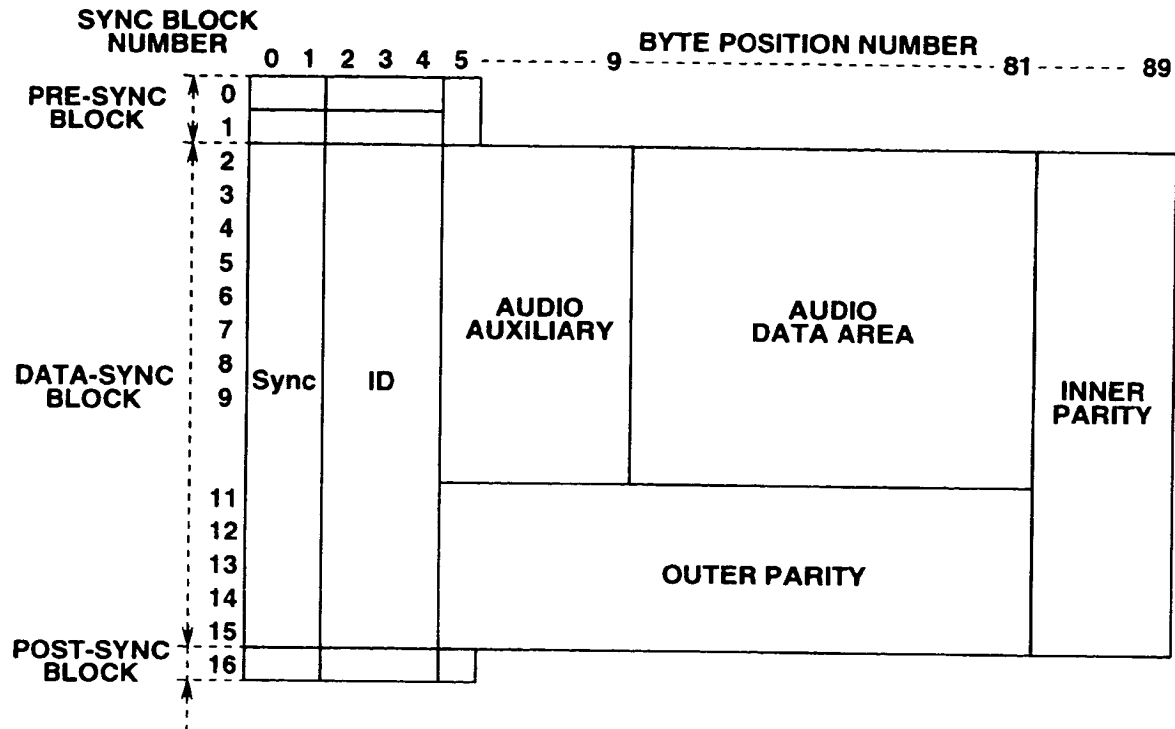 SYNC BLOCK
NUMBER
BYTE POSITION NUMBER
0 1 2 3 4 5 9 81 89
PRE-SYNC
BLOCK
0
1
DATA-SYNC
BLOCK
2
3
4
5
6
7
8
9
11
12
13
14
15
Sync
ID
AUDIO
AUXILIARY
AUDIO
DATA AREA
INNER
PARITY
OUTER PARITY
POST-SYNC
BLOCK
16